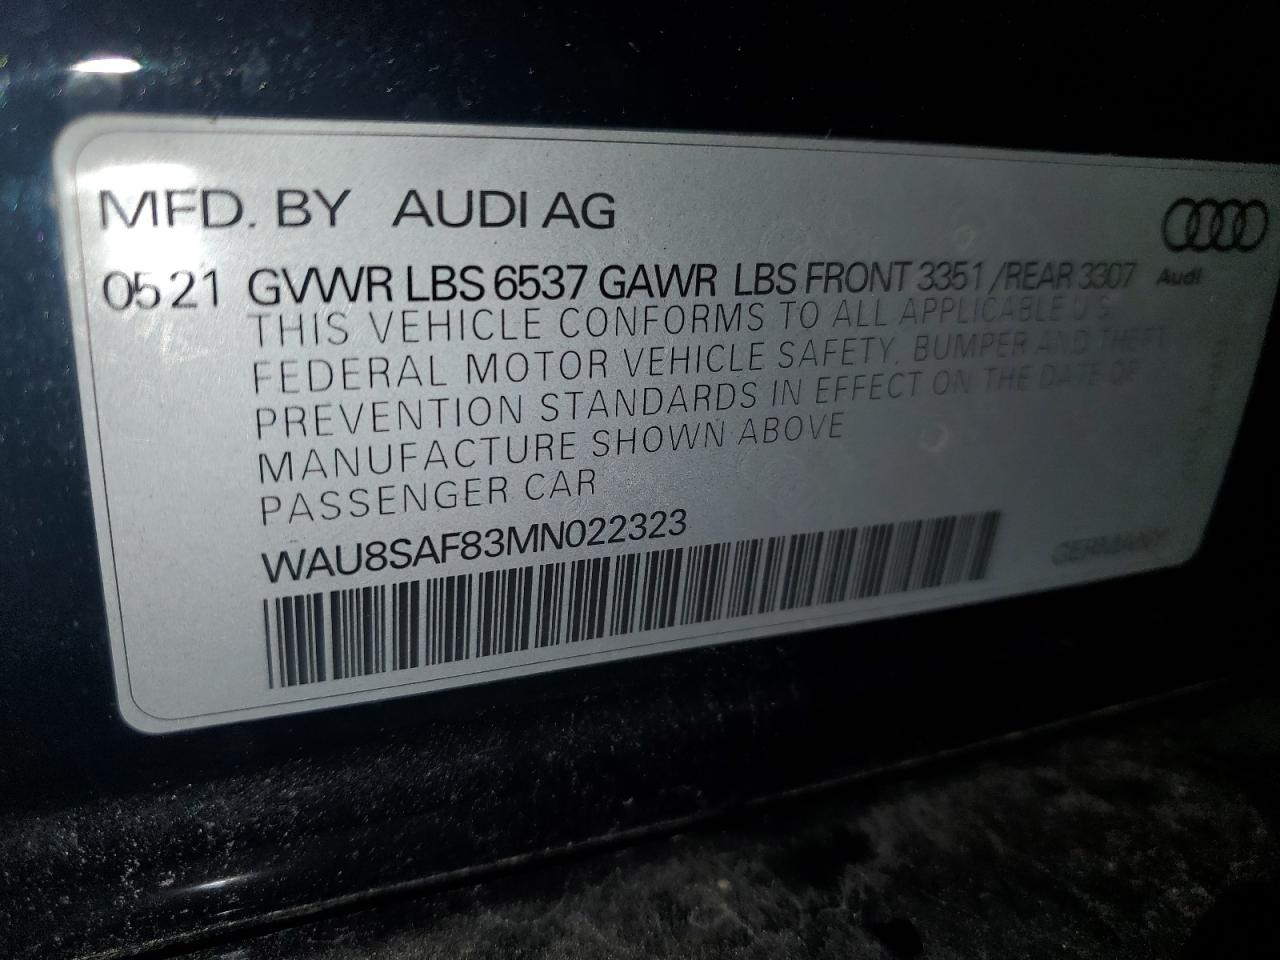 MFD. BY AUDI AG
Audi
05 21 GVWR LBS 6537 GAWR LBS FRONT 3351 /REAR 3307
THIS VEHICLE CONFORMS TO ALL APPLICABLE U.S.
FEDERAL MOTOR VEHICLE SAFETY, BUMPER AND THEFT
PREVENTION STANDARDS IN EFFECT ON THE DATE OF
MANUFACTURE SHOWN ABOVE
PASSENGER CAR
WAU8SAF83MN022323
GERMANY